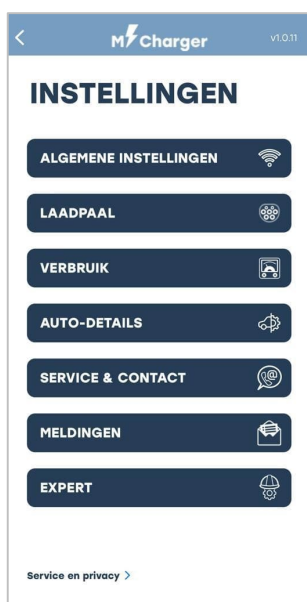 M Charger
v1.0.11
INSTELLINGEN
ALGEMENE INSTELLINGEN
LAADPAAL
VERBRUIK
AUTO-DETAILS
SERVICE & CONTACT
MELDINGEN
EXPERT
Service en privacy >